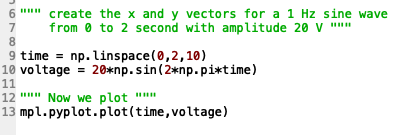 6 """ create the x and y vectors for a 1 Hz sine wave
7     from 0 to 2 second with amplitude 20 V """
8
9 time = np.linspace(0,2,10)
10 voltage = 20*np.sin(2*np.pi*time)
11
12 """ Now we plot """
13 mpl.pyplot.plot(time,voltage)